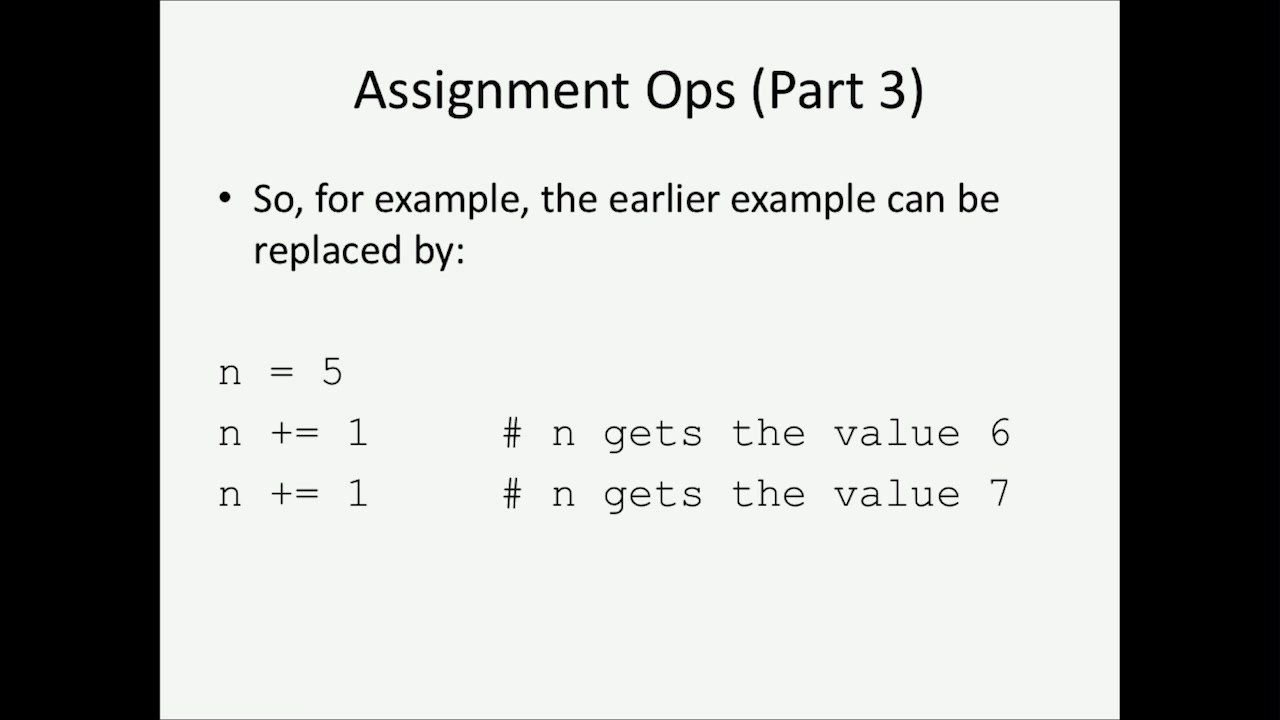 Assignment Ops (Part 3)
• So, for example, the earlier example can be
replaced by:
n = 5
n += 1     # n gets the value 6
n += 1     # n gets the value 7